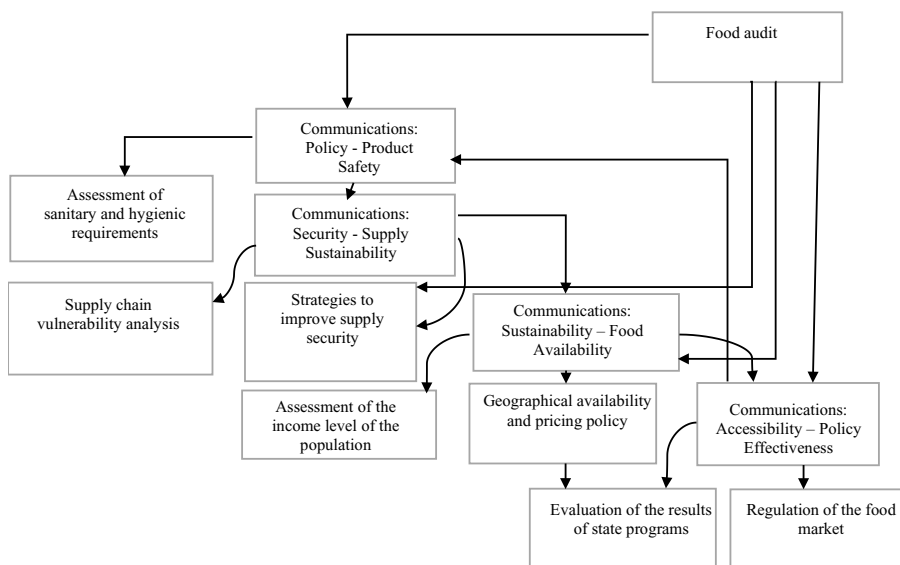 Food audit
Communications:
Policy - Product
Safety
Assessment of
sanitary and hygienic
requirements
Communications:
Security - Supply
Sustainability
Supply chain
vulnerability analysis
Strategies to
improve supply
security
Communications:
Sustainability – Food
Availability
Assessment of the
income level of the
population
Geographical availability
and pricing policy
Communications:
Accessibility – Policy
Effectiveness
Evaluation of the results
of state programs
Regulation of the food
market